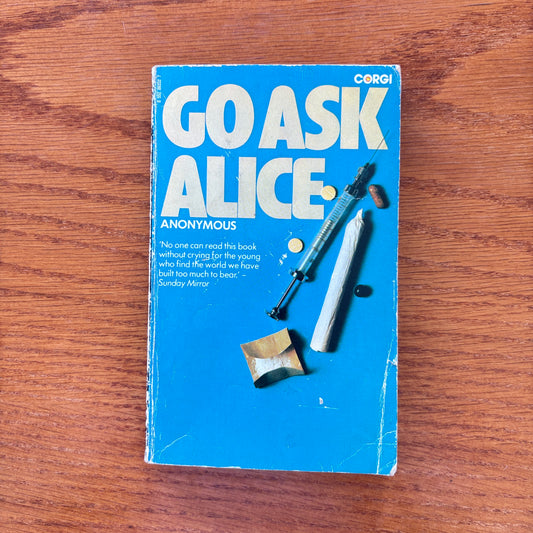 CORGI
GO ASK
ALICE
ANONYMOUS
‘No one can read this book
without crying for the young
who find the world we have
built too much to bear.’ –
Sunday Mirror